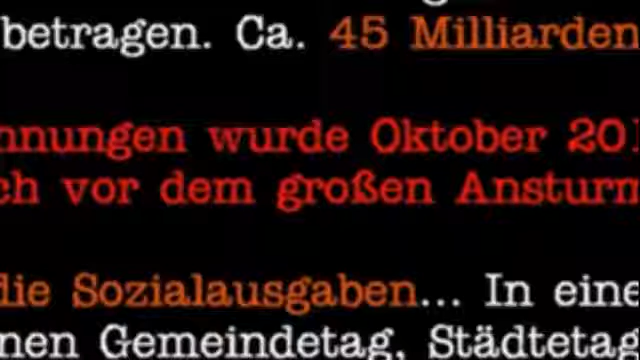 betragen. Ca. 45 Milliarden
nnungen wurde Oktober 201
ch vor dem großen Ansturm
die Sozialausgaben... In eine
nen Gemeindetag, Städtetag